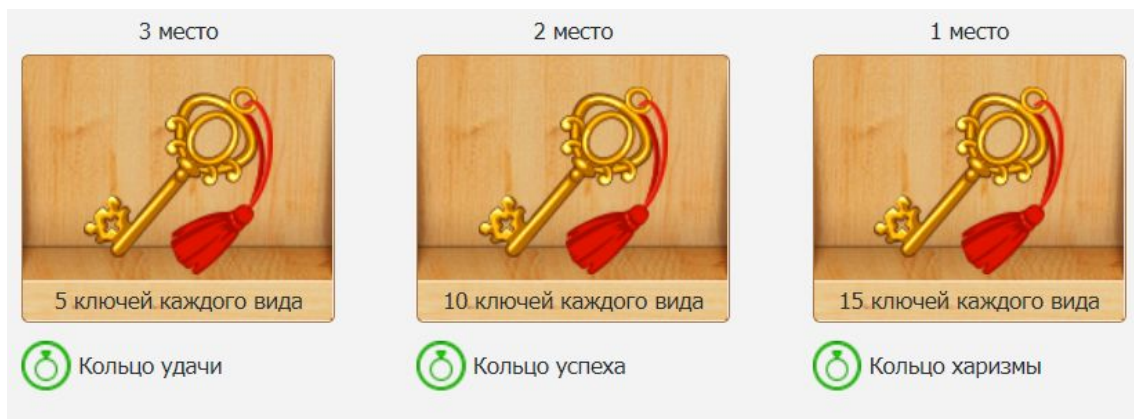 3 место
2 место
1 место
5 ключей каждого вида
10 ключей каждого вида
15 ключей каждого вида
Кольцо удачи
Кольцо успеха
Кольцо харизмы